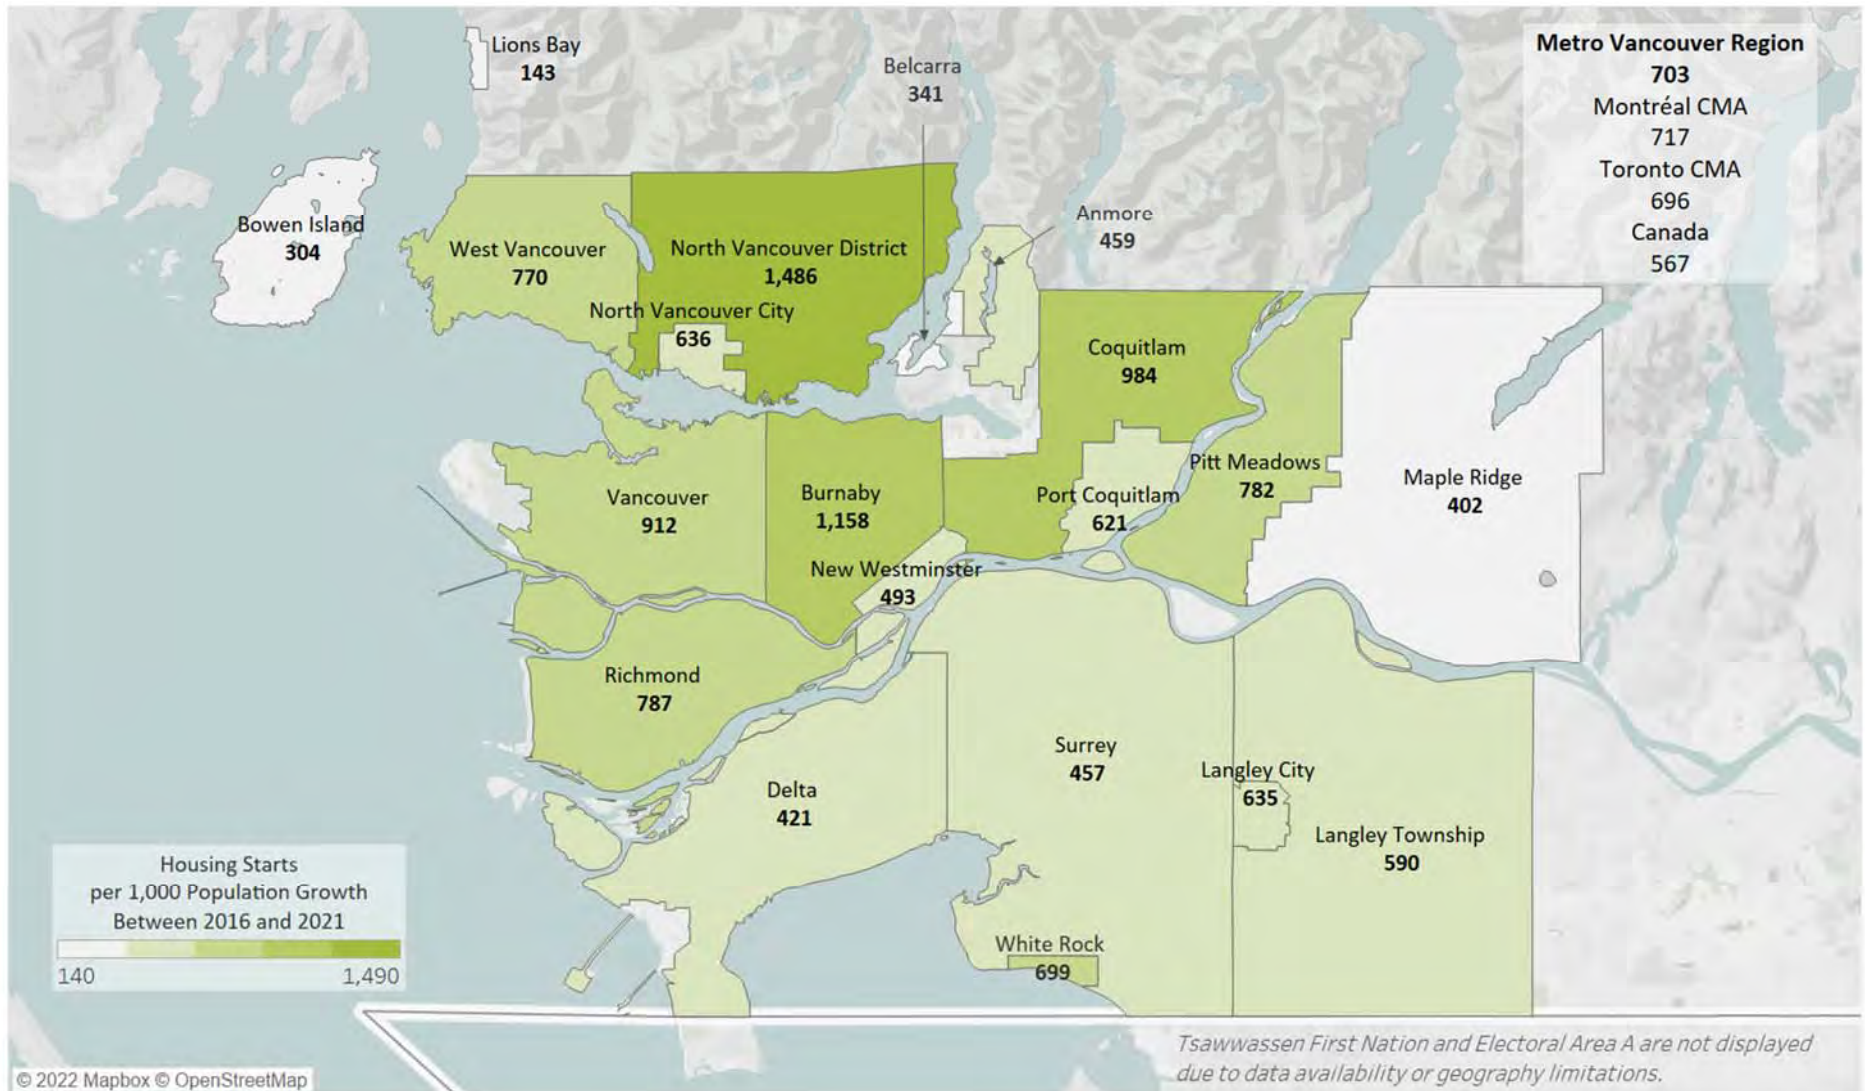 Lions Bay
143
Belcarra
341
Metro Vancouver Region
703
Montréal CMA
717
Toronto CMA
696
Canada
567
Bowen Island
304
West Vancouver
770
North Vancouver District
1,486
Anmore
459
North Vancouver City
636
Coquitlam
984
Vancouver
912
Burnaby
1,158
Port Coquitlam
621
Pitt Meadows
782
Maple Ridge
402
New Westminster
493
Richmond
787
Delta
421
Surrey
457
Langley City
635
Langley Township
590
White Rock
699
Housing Starts
per 1,000 Population Growth
Between 2016 and 2021
140
1,490
Tsawwassen First Nation and Electoral Area A are not displayed
due to data availability or geography limitations.
© 2022 Mapbox © OpenStreetMap